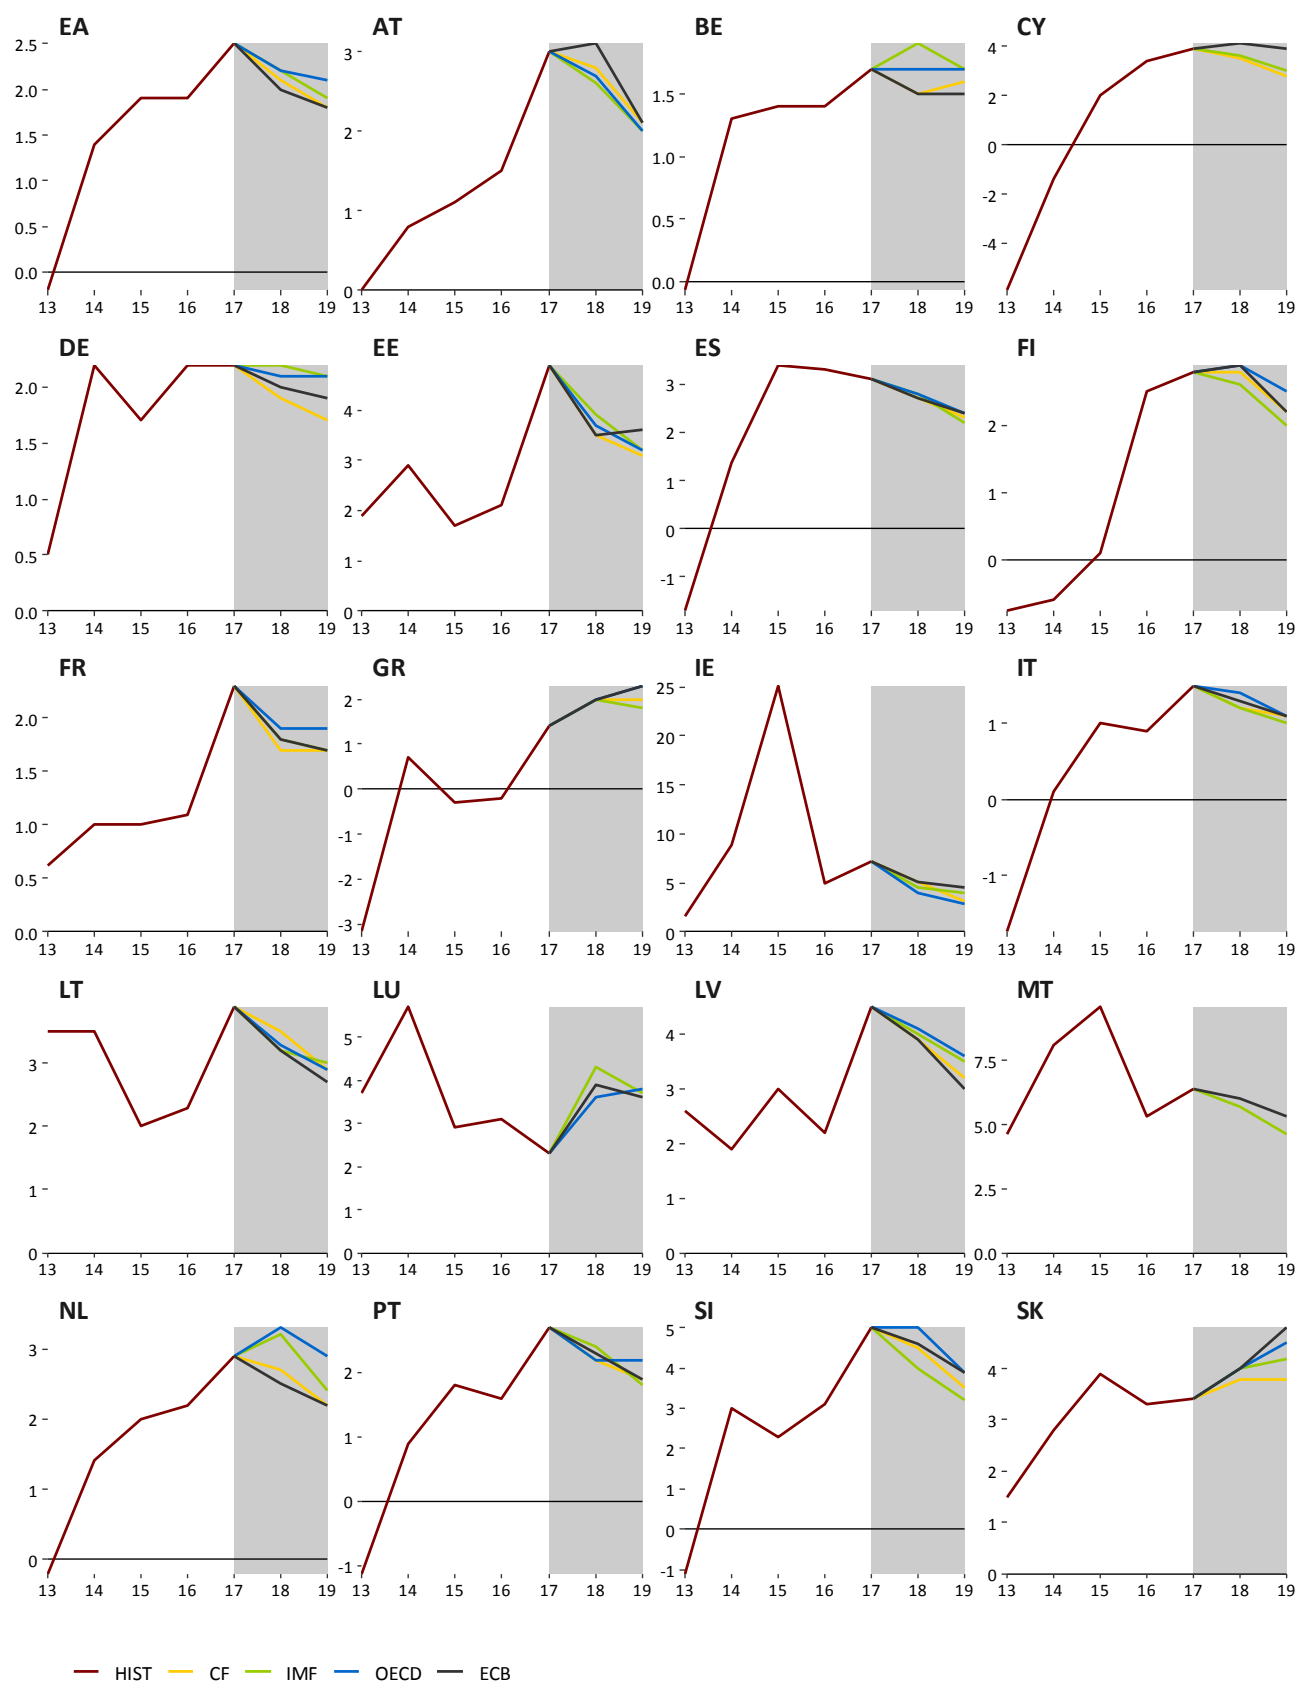 EA AT BE CY
2.5 3 1.5 4
2.0 2 1.0 2
1.5 1 0.5 0
1.0 0 0.0 -2
0.5 -4
0.0
13 14 15 16 17 18 19 13 14 15 16 17 18 19 13 14 15 16 17 18 19 13 14 15 16 17 18 19
DE EE ES FI
2.0 4 3 2
1.5 3 2 1
1.0 2 1 0
0.5 1 0
0.0 0 -1
13 14 15 16 17 18 19 13 14 15 16 17 18 19 13 14 15 16 17 18 19 13 14 15 16 17 18 19
FR GR IE IT
2.0 2 25 1
1.5 1 20 0
1.0 0 15 -1
0.5 -1 10
0.0 -2 5
-3 0
13 14 15 16 17 18 19 13 14 15 16 17 18 19 13 14 15 16 17 18 19 13 14 15 16 17 18 19
LT LU LV MT
3 5 4 7.5
2 4 3 5.0
1 3 2 2.5
0 2 1 0.0
1 0
0
13 14 15 16 17 18 19 13 14 15 16 17 18 19 13 14 15 16 17 18 19 13 14 15 16 17 18 19
NL PT SI SK
3 2 5 4
2 1 4 3
1 0 3 2
0 -1 2 1
1 0
0
-1
13 14 15 16 17 18 19 13 14 15 16 17 18 19 13 14 15 16 17 18 19 13 14 15 16 17 18 19
HIST CF IMF OECD ECB